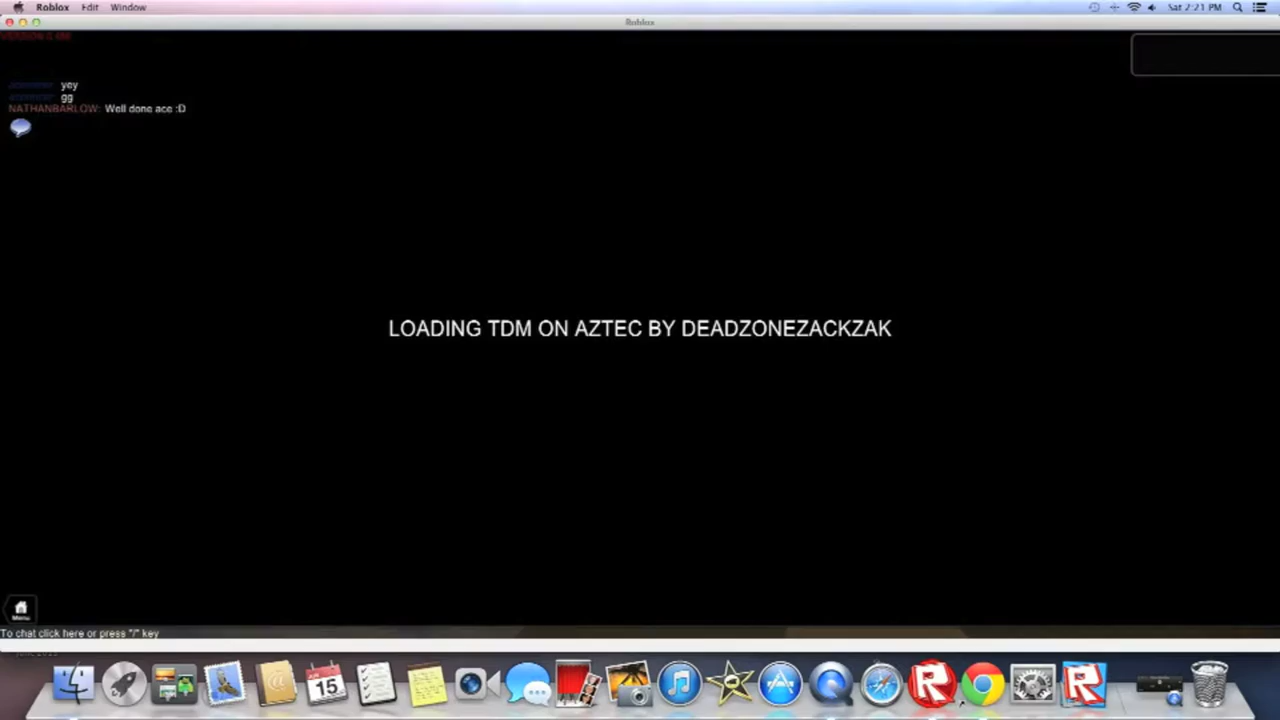 Roblox Edit Window
Sat 2:21 PM
Roblox
yey
gg
NATHANBARLOW: Well done ace :D
LOADING TDM ON AZTEC BY DEADZONEZACKZAK
Menu
To chat click here or press "/" key
15